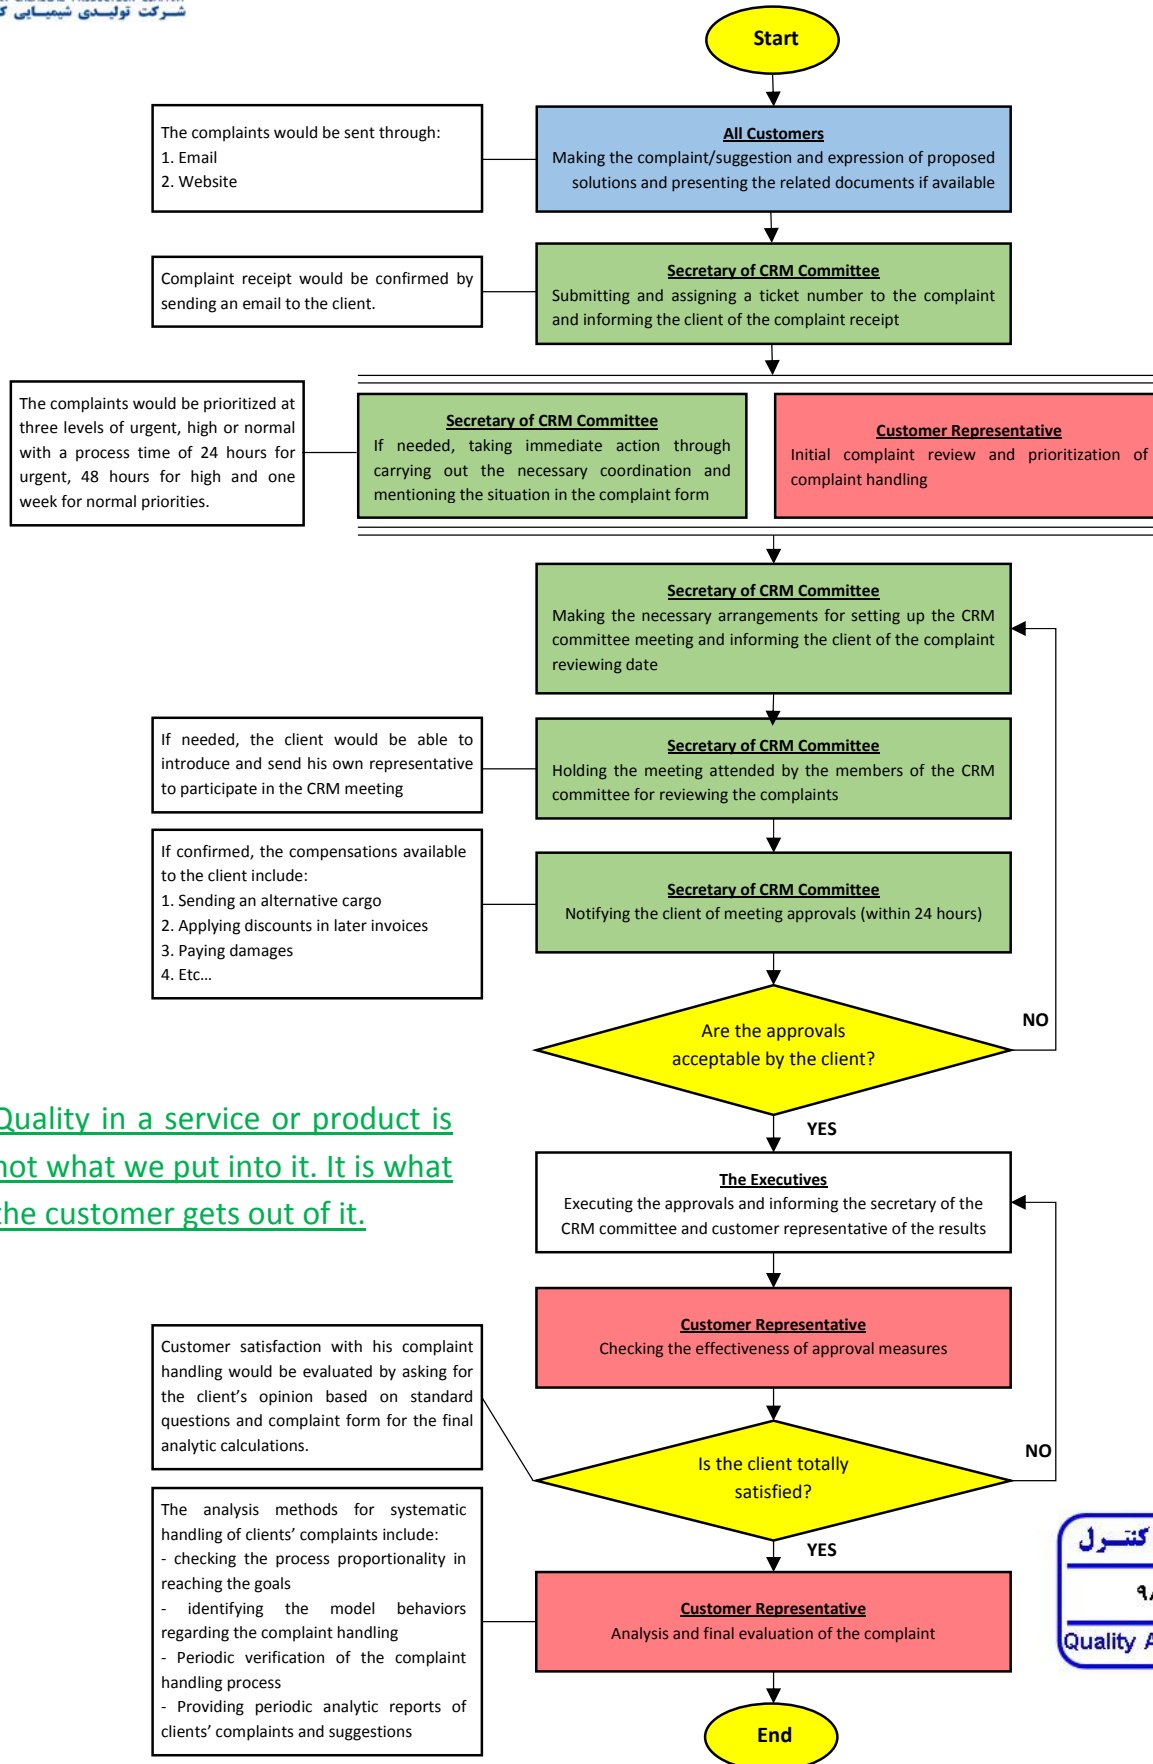 شرکت تولیدی شیمیایی
Start
The complaints would be sent through:
1. Email
2. Website
All Customers
Making the complaint/suggestion and expression of proposed
solutions and presenting the related documents if available
Complaint receipt would be confirmed by
sending an email to the client.
Secretary of CRM Committee
Submitting and assigning a ticket number to the complaint
and informing the client of the complaint receipt
The complaints would be prioritized at
three levels of urgent, high or normal
with a process time of 24 hours for
urgent, 48 hours for high and one
week for normal priorities.
Secretary of CRM Committee
If needed, taking immediate action through
carrying out the necessary coordination and
mentioning the situation in the complaint form
Customer Representative
Initial complaint review and prioritization of
complaint handling
Secretary of CRM Committee
Making the necessary arrangements for setting up the CRM
committee meeting and informing the client of the complaint
reviewing date
If needed, the client would be able to
introduce and send his own representative
to participate in the CRM meeting
Secretary of CRM Committee
Holding the meeting attended by the members of the CRM
committee for reviewing the complaints
If confirmed, the compensations available
to the client include:
1. Sending an alternative cargo
2. Applying discounts in later invoices
3. Paying damages
4. Etc...
Secretary of CRM Committee
Notifying the client of meeting approvals (within 24 hours)
Are the approvals
acceptable by the client?
NO
YES
Quality in a service or product is
not what we put into it. It is what
the customer gets out of it.
The Executives
Executing the approvals and informing the secretary of the
CRM committee and customer representative of the results
Customer Representative
Checking the effectiveness of approval measures
Customer satisfaction with his complaint
handling would be evaluated by asking for
the client’s opinion based on standard
questions and complaint form for the final
analytic calculations.
Is the client totally
satisfied?
NO
YES
The analysis methods for systematic
handling of clients’ complaints include:
- checking the process proportionality in
reaching the goals
- identifying the model behaviors
regarding the complaint handling
- Periodic verification of the complaint
handling process
- Providing periodic analytic reports of
clients’ complaints and suggestions
Customer Representative
Analysis and final evaluation of the complaint
کنترل
۹۸
Quality
End